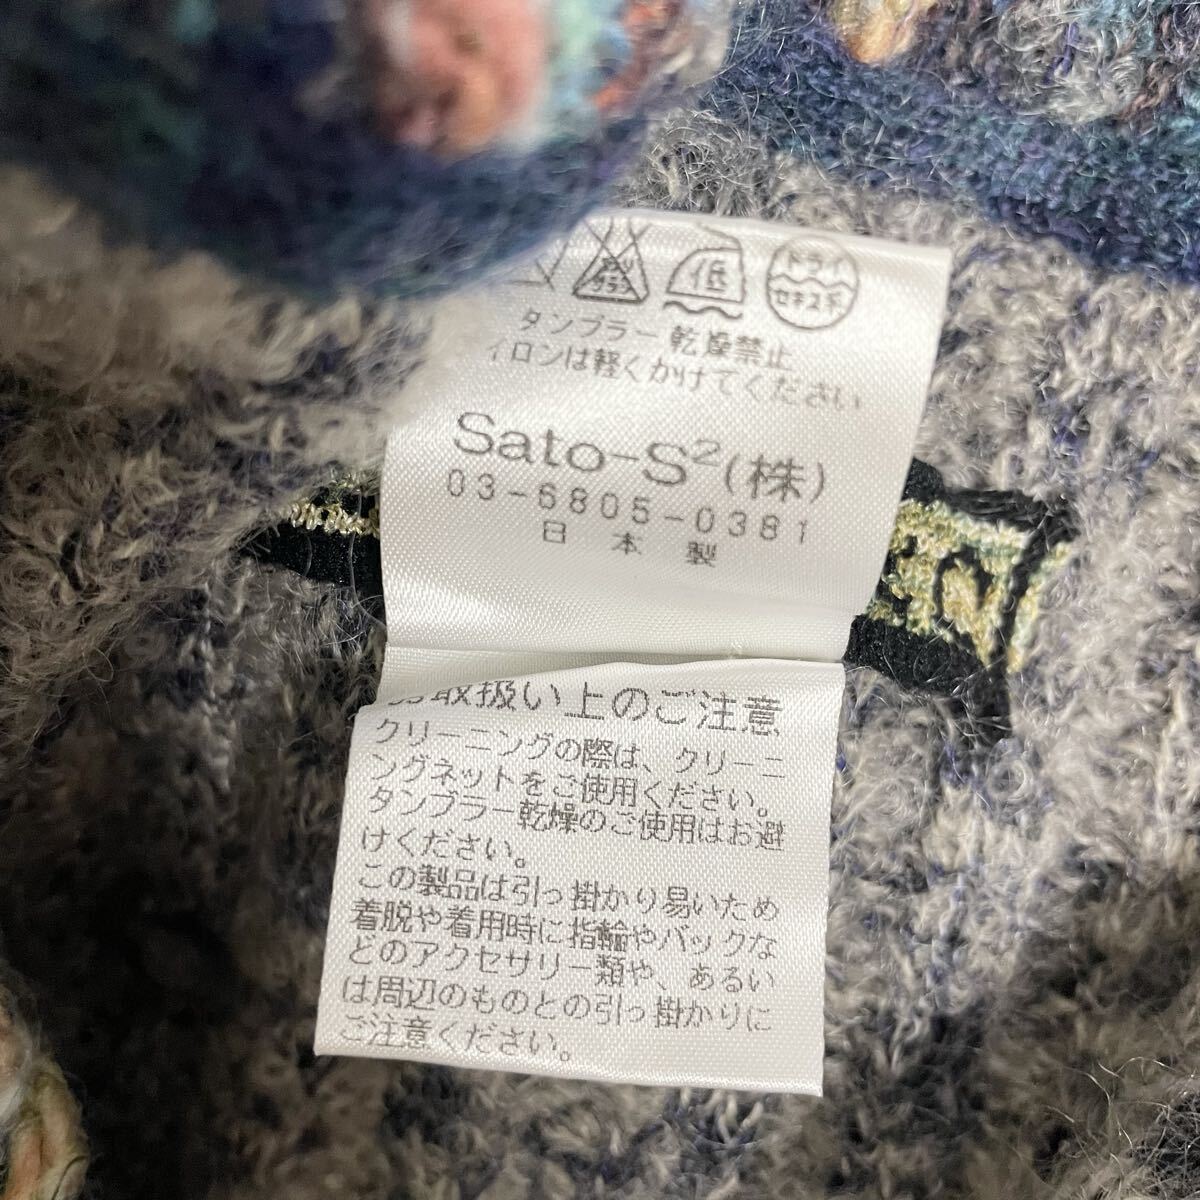 エンソ
サラシ
低
ドライ
セキユ系
タンブラー乾燥禁止
イロンは軽くかけてください
Sato-S²(株)
03-6805-0381
日本製
お取扱い上のご注意
クリーニングの際は、クリーニ
ングネットをご使用ください。
タンブラー乾燥のご使用はお避
けください。
この製品は引っ掛かり易いため
着脱や着用時に指輪やバックな
どのアクセサリー類や、あるい
は周辺のものとの引っ掛かりに
ご注意ください。